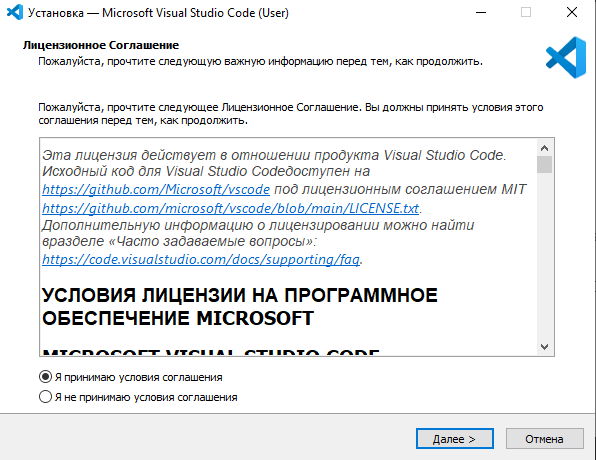 Установка — Microsoft Visual Studio Code (User)
Лицензионное Соглашение
Пожалуйста, прочтите следующую важную информацию перед тем, как продолжить.
Пожалуйста, прочтите следующее Лицензионное Соглашение. Вы должны принять условия этого
соглашения перед тем, как продолжить.
Эта лицензия действует в отношении продукта Visual Studio Code.
Исходный код для Visual Studio Codeдоступен на
https://github.com/Microsoft/vscode под лицензионным соглашением MIT
https://github.com/microsoft/vscode/blob/main/LICENSE.txt.
Дополнительную информацию о лицензировании можно найти
вразделе «Часто задаваемые вопросы»:
https://code.visualstudio.com/docs/supporting/faq.
УСЛОВИЯ ЛИЦЕНЗИИ НА ПРОГРАММНОЕ
ОБЕСПЕЧЕНИЕ MICROSOFT
MICROSOFT VISUAL STUDIO CODE
Я принимаю условия соглашения
Я не принимаю условия соглашения
Далее >
Отмена